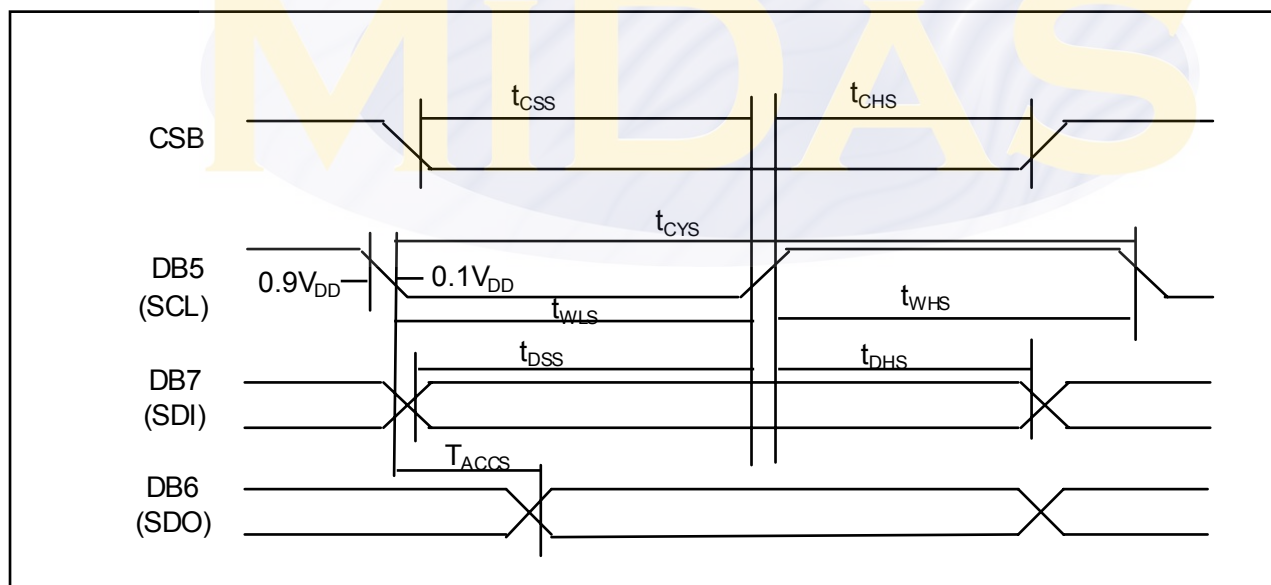 MIDAS
tCSS
tCHS
CSB
tCYS
DB5
(SCL)
0.9VDD
0.1VDD
tWLS
tWHS
tDSS
tDHS
DB7
(SDI)
TACCS
DB6
(SDO)